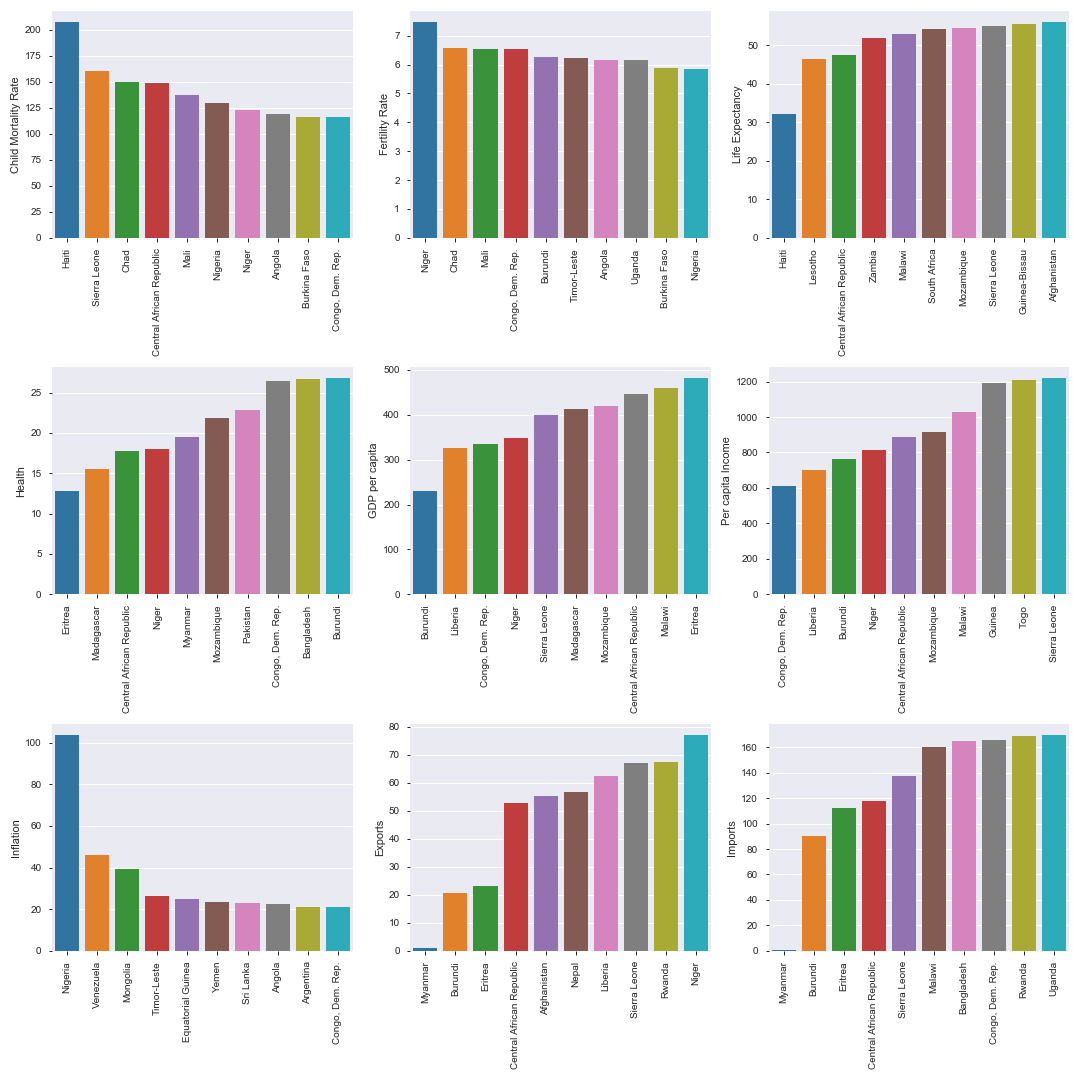 Child Mortality Rate
200
175
150
125
100
75
50
25
0
Haiti
Sierra Leone
Chad
Central African Republic
Mali
Nigeria
Niger
Angola
Burkina Faso
Congo, Dem. Rep.
Fertility Rate
7
6
5
4
3
2
1
0
Niger
Chad
Mali
Congo, Dem. Rep.
Burundi
Timor-Leste
Angola
Uganda
Burkina Faso
Nigeria
Life Expectancy
50
40
30
20
10
0
Haiti
Lesotho
Central African Republic
Zambia
Malawi
South Africa
Mozambique
Sierra Leone
Guinea-Bissau
Afghanistan
Health
25
20
15
10
5
0
Eritrea
Madagascar
Central African Republic
Niger
Myanmar
Mozambique
Pakistan
Congo, Dem. Rep.
Bangladesh
Burundi
GDP per capita
500
400
300
200
100
0
Burundi
Liberia
Congo, Dem. Rep.
Niger
Sierra Leone
Madagascar
Mozambique
Central African Republic
Malawi
Eritrea
Per capita Income
1200
1000
800
600
400
200
0
Congo, Dem. Rep.
Liberia
Burundi
Niger
Central African Republic
Mozambique
Malawi
Guinea
Togo
Sierra Leone
Inflation
100
80
60
40
20
0
Nigeria
Venezuela
Mongolia
Timor-Leste
Equatorial Guinea
Yemen
Sri Lanka
Angola
Argentina
Congo, Dem. Rep.
Exports
80
70
60
50
40
30
20
10
0
Myanmar
Burundi
Eritrea
Central African Republic
Afghanistan
Nepal
Liberia
Sierra Leone
Rwanda
Niger
Imports
160
140
120
100
80
60
40
20
0
Myanmar
Burundi
Eritrea
Central African Republic
Sierra Leone
Malawi
Bangladesh
Congo, Dem. Rep.
Rwanda
Uganda